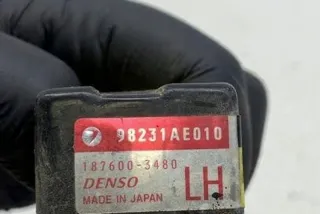 98231AE010
187600-3480
DENSO
LH
MADE IN JAPAN